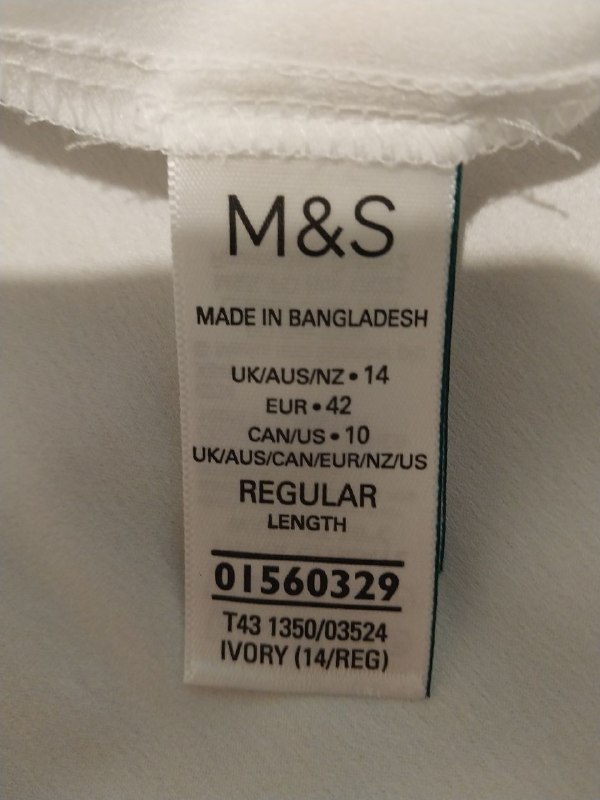 M&S
MADE IN BANGLADESH
UK/AUS/NZ • 14
EUR • 42
CAN/US • 10
UK/AUS/CAN/EUR/NZ/US
REGULAR
LENGTH
01560329
T43 1350/03524
IVORY (14/REG)